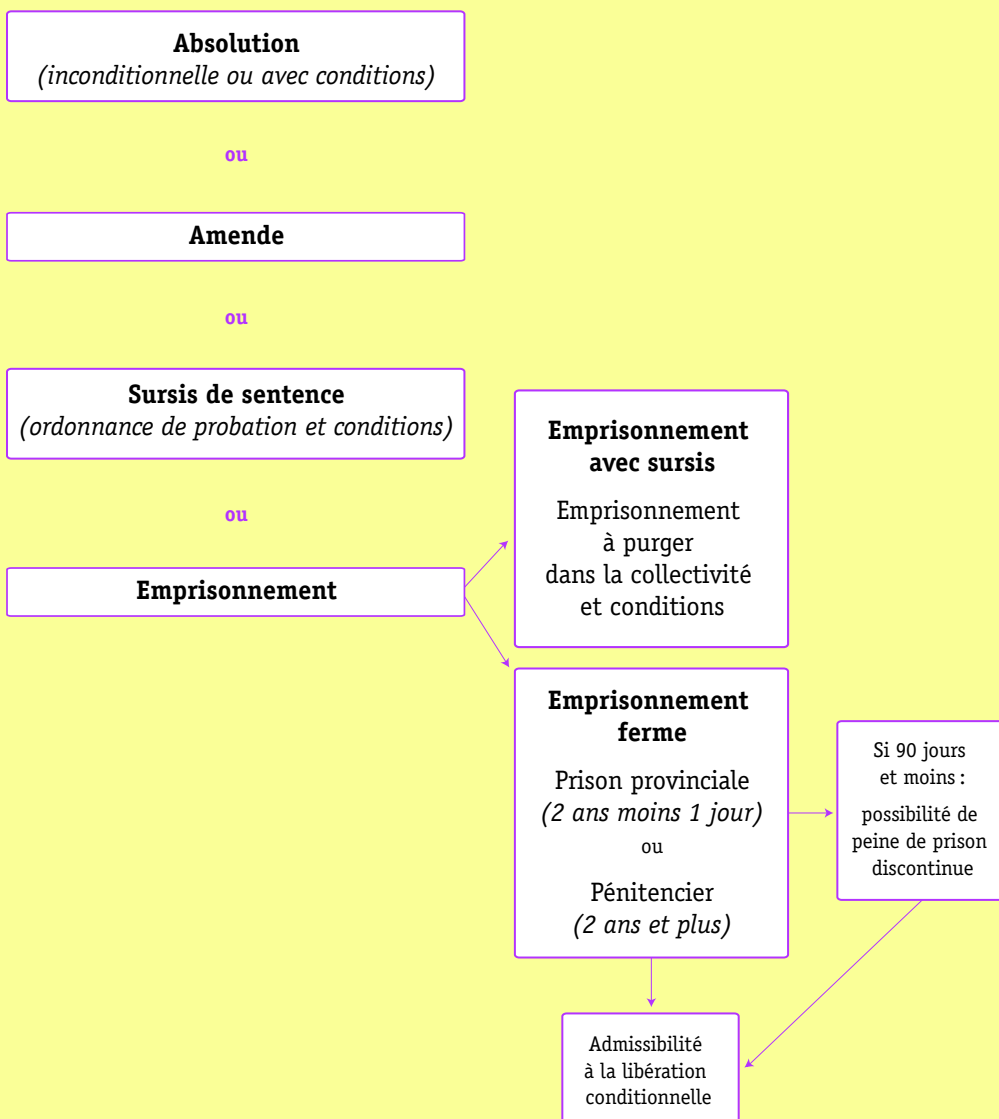 Absolution
(inconditionnelle ou avec conditions)
ou
Amende
ou
Sursis de sentence
(ordonnance de probation et conditions)
ou
Emprisonnement
Emprisonnement
avec sursis
Emprisonnement
à purger
dans la collectivité
et conditions
Emprisonnement
ferme
Prison provinciale
(2 ans moins 1 jour)
ou
Pénitencier
(2 ans et plus)
Si 90 jours
et moins :
possibilité de
peine de prison
discontinue
Admissibilité
à la libération
conditionnelle